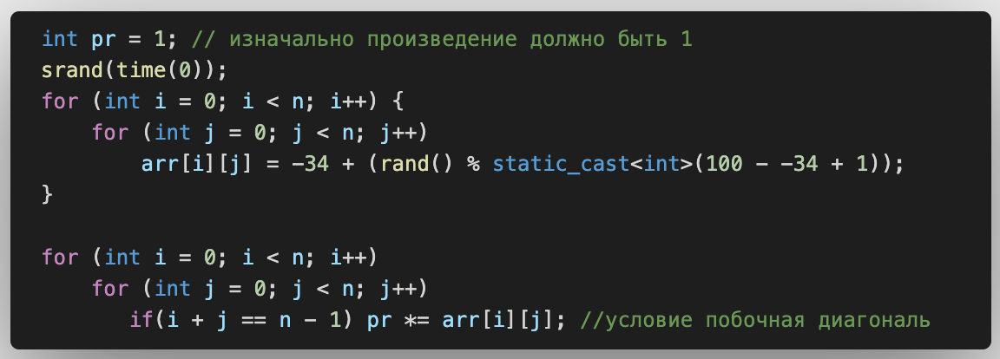 int pr = 1; // изначально произведение должно быть 1
srand(time(0));
for (int i = 0; i < n; i++) {
    for (int j = 0; j < n; j++)
        arr[i][j] = -34 + (rand() % static_cast<int>(100 - -34 + 1));
}

for (int i = 0; i < n; i++)
    for (int j = 0; j < n; j++)
       if(i + j == n - 1) pr *= arr[i][j]; //условие побочная диагональ